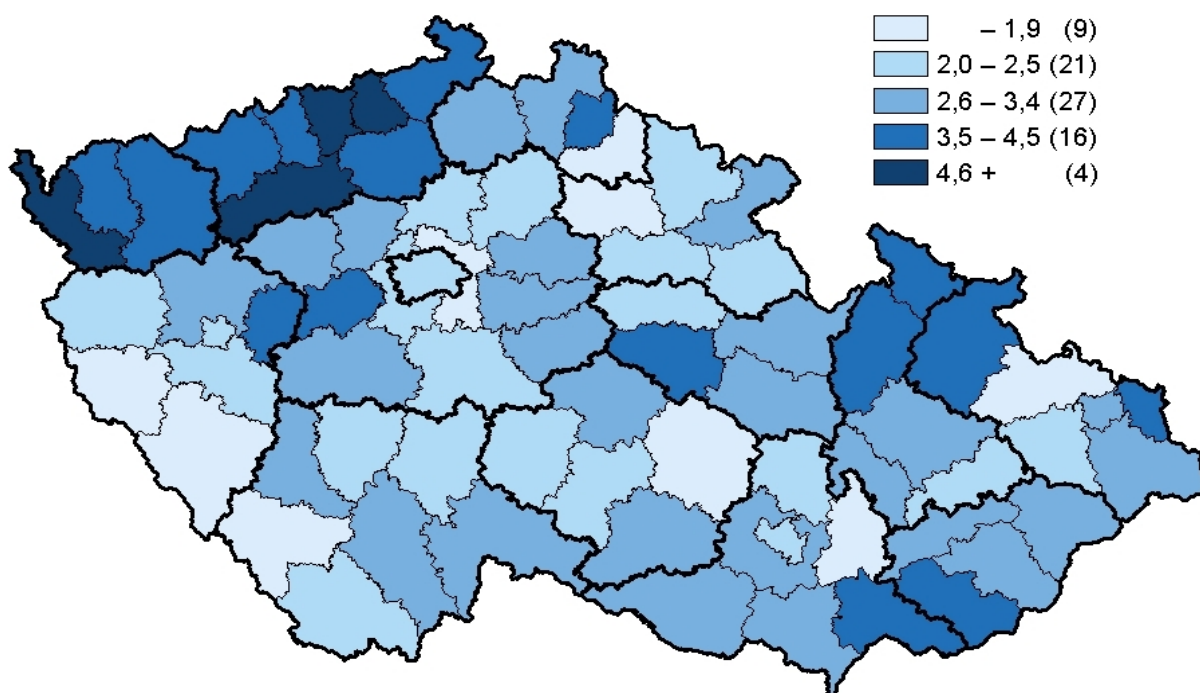 – 1,9 (9)
2,0 – 2,5 (21)
2,6 – 3,4 (27)
3,5 – 4,5 (16)
4,6 + (4)